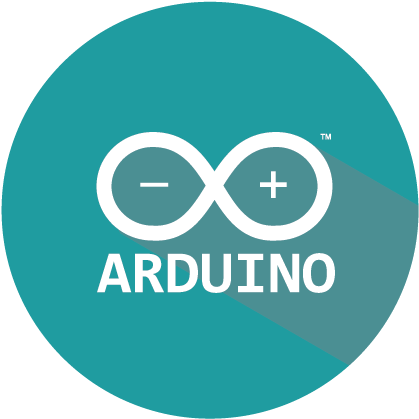 ™
− +
ARDUINO